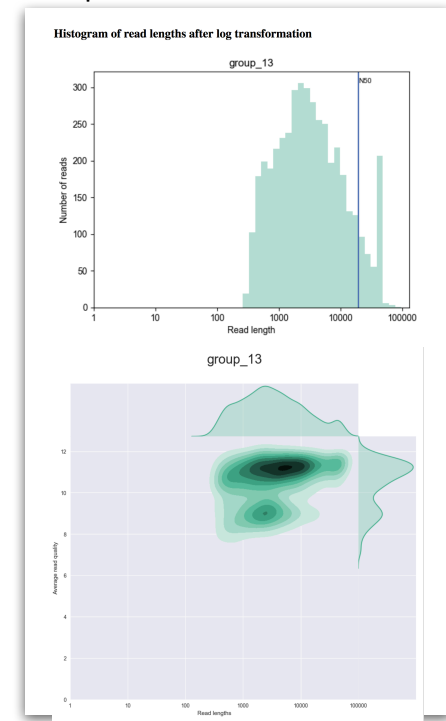 Histogram of read lengths after log transformation
group_13
N50
300
250
200
150
100
50
0
Number of reads
1 10 100 1000 10000 100000
Read length
group_13
12
10
8
6
4
2
0
Average read quality
1 10 100 1000 10000 100000
Read lengths